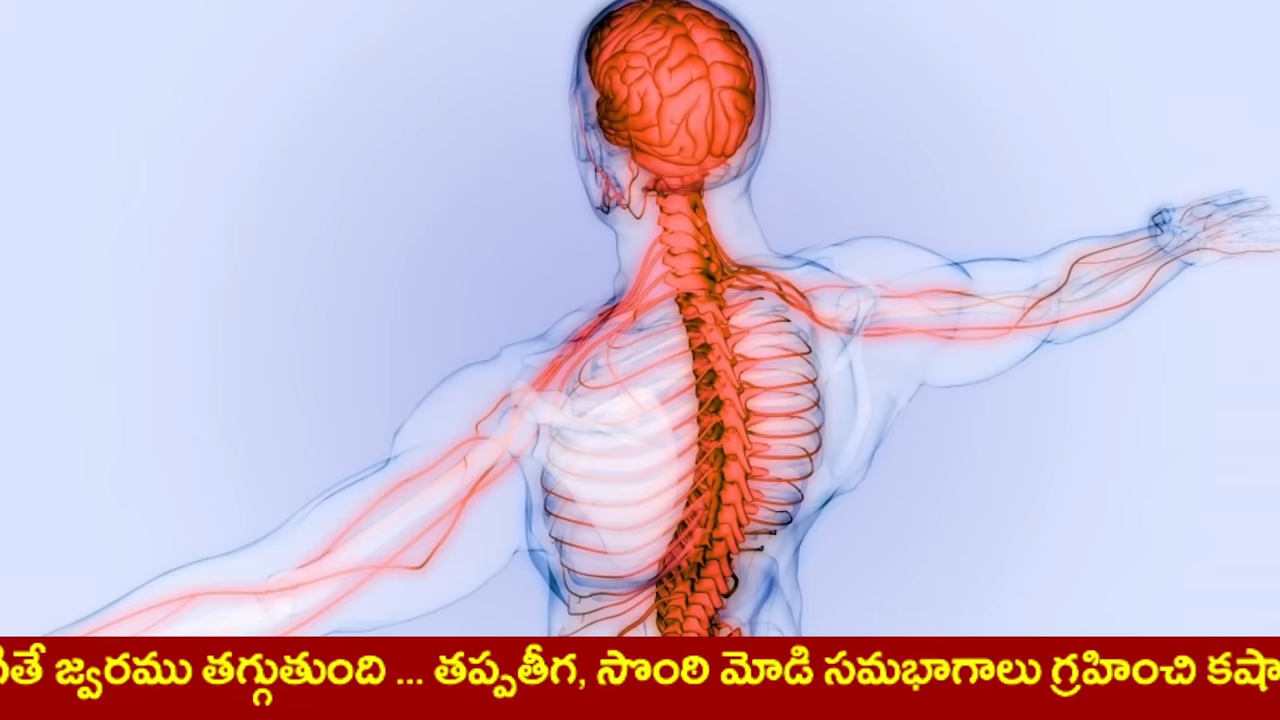 జ్వరము తగ్గుతుంది ... తప్పతీగ, సొంఠి మోడి సమభాగాలు గ్రహించి